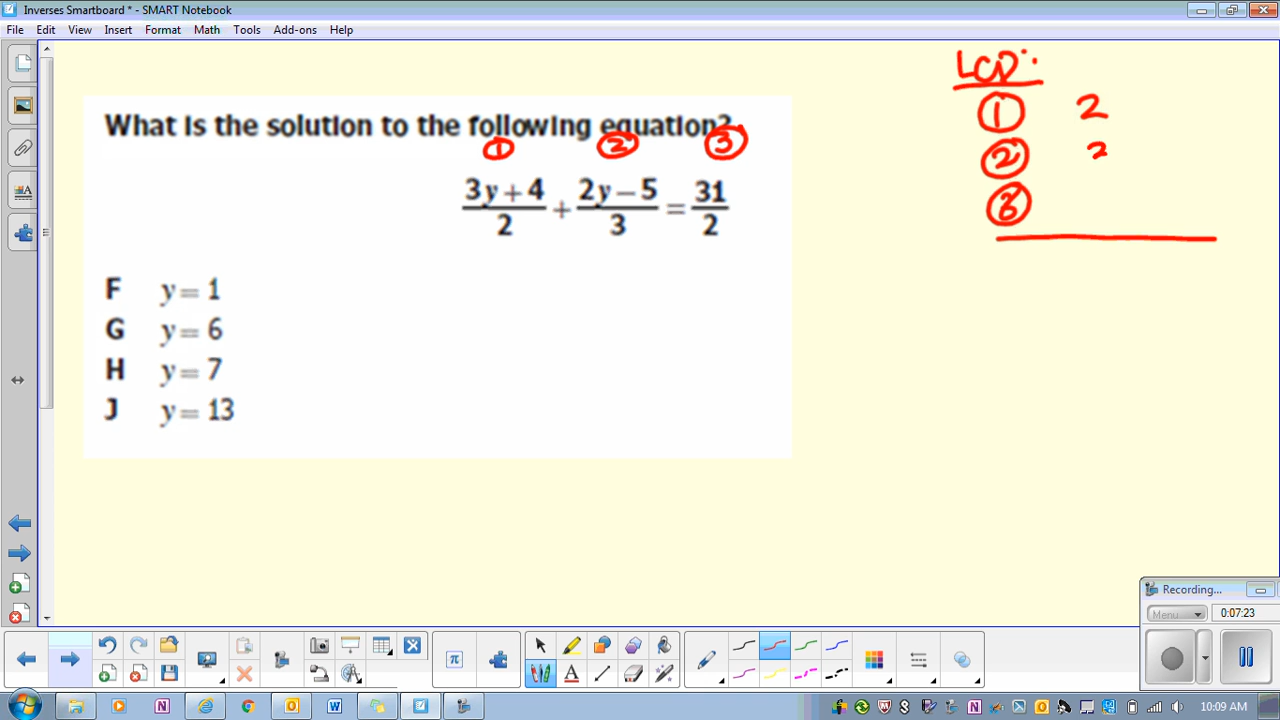 Inverses Smartboard * - SMART Notebook
File Edit View Insert Format Math Tools Add-ons Help
LCD:
① 2
②
③
What is the solution to the following equation?
① ② ③
3y+4/2 + 2y−5/3 = 31/2
F y = 1
G y = 6
H y = 7
J y = 13
Recording...
Menu 0:07:23
10:09 AM